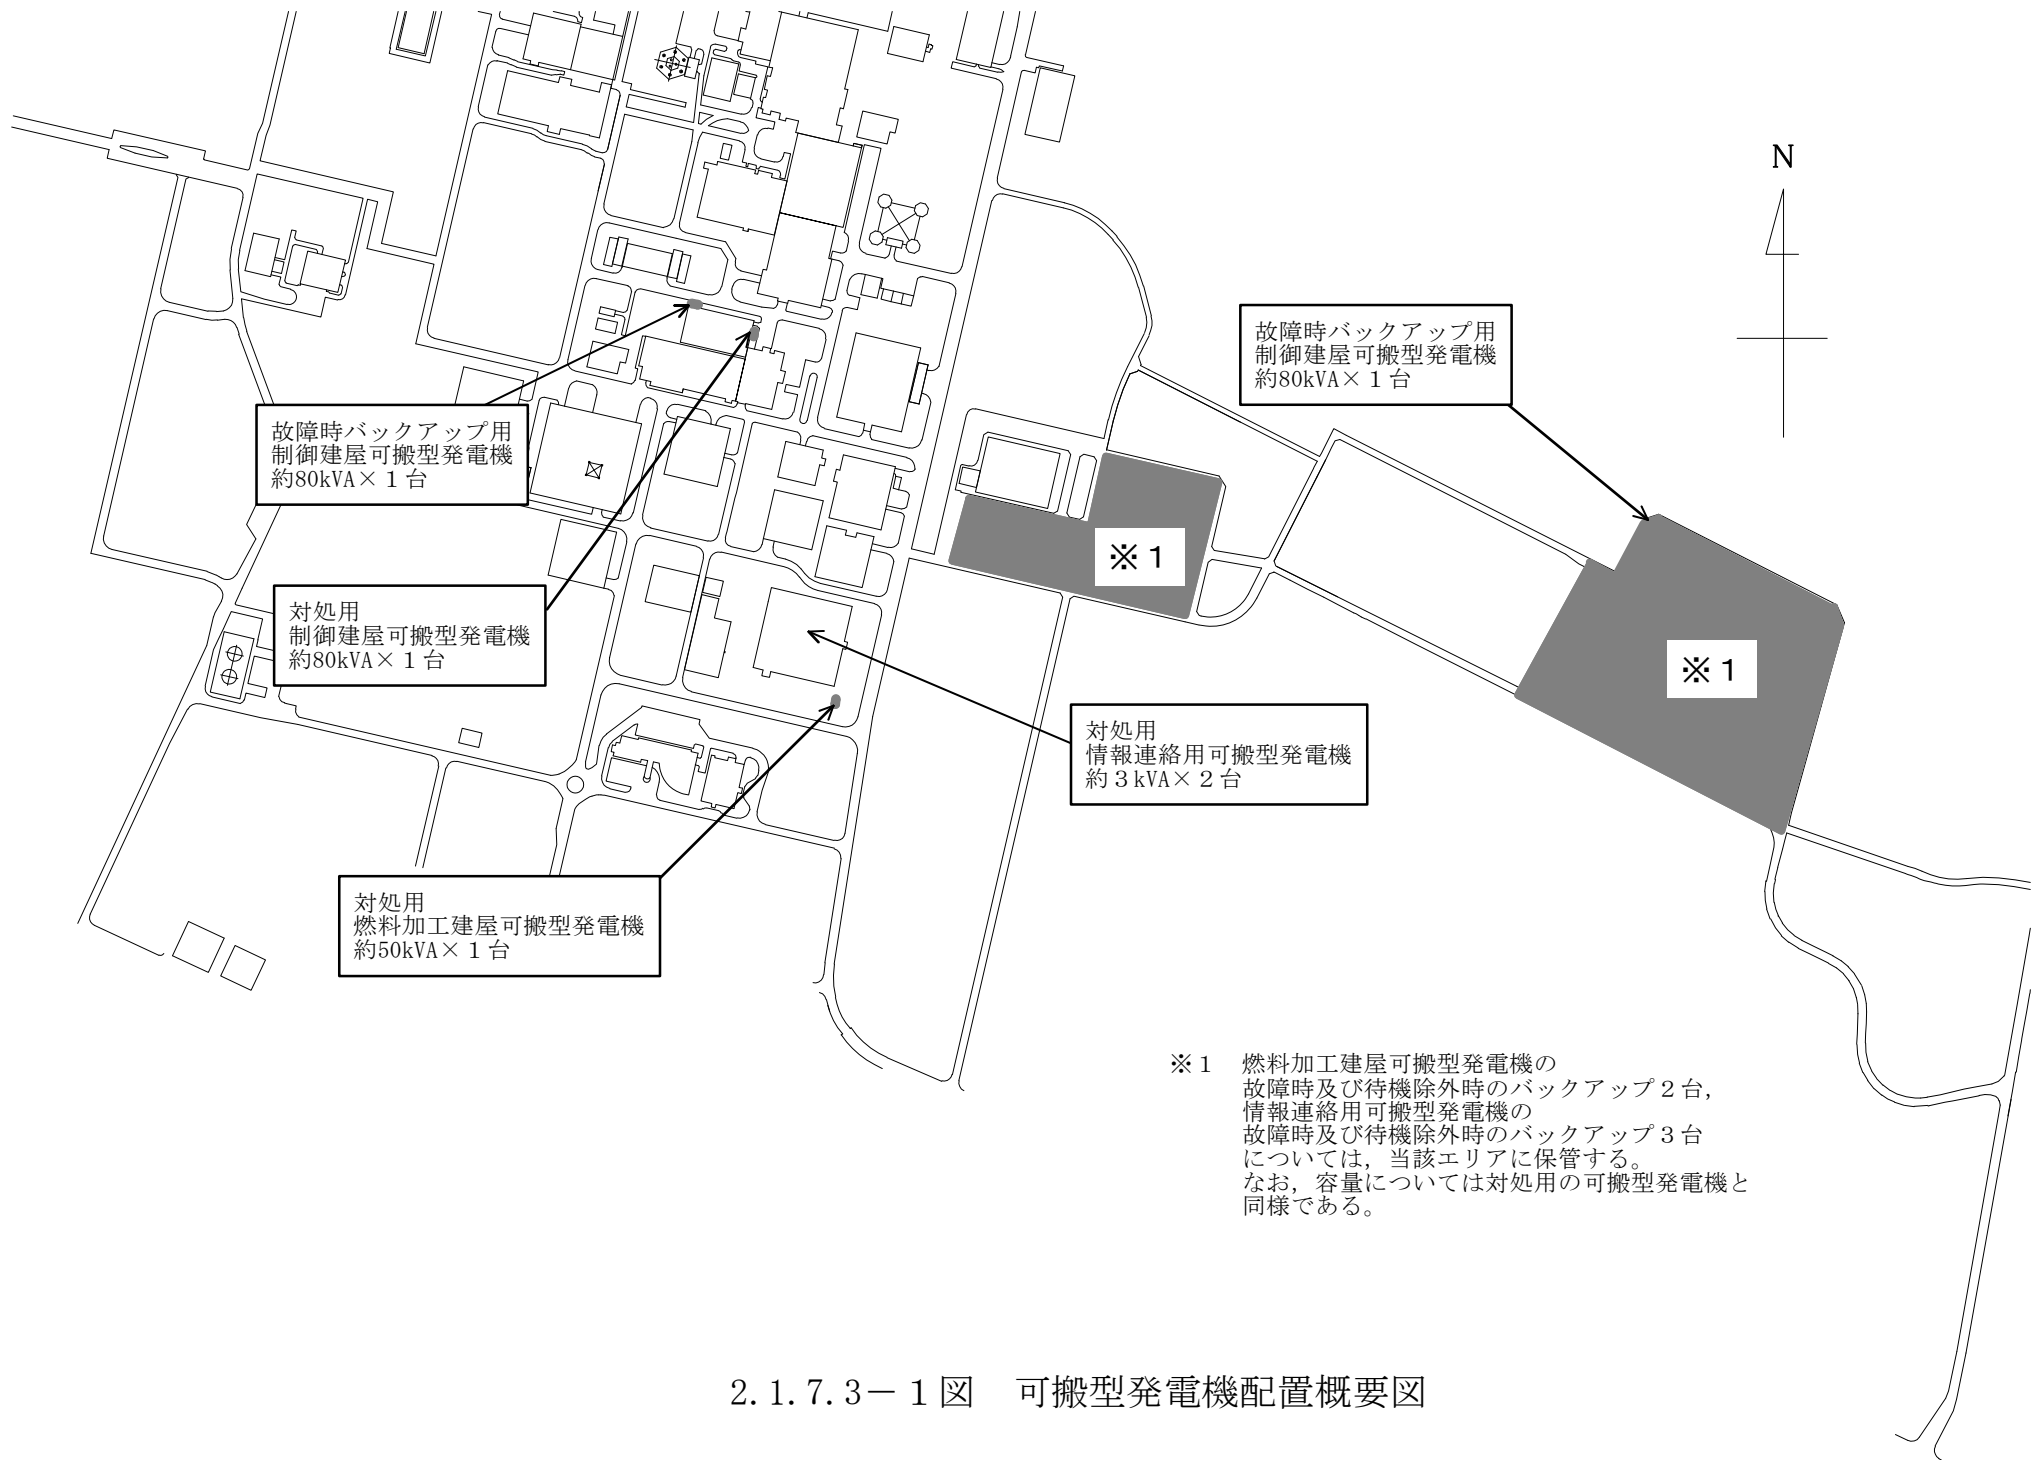 N
故障時バックアップ用
制御建屋可搬型発電機
約80kVA×１台
故障時バックアップ用
制御建屋可搬型発電機
約80kVA×１台
※１
対処用
制御建屋可搬型発電機
約80kVA×１台
※１
対処用
情報連絡用可搬型発電機
約３kVA×２台
対処用
燃料加工建屋可搬型発電機
約50kVA×１台
※１　燃料加工建屋可搬型発電機の
故障時及び待機除外時のバックアップ２台，
情報連絡用可搬型発電機の
故障時及び待機除外時のバックアップ３台
については，当該エリアに保管する。
なお，容量については対処用の可搬型発電機と
同様である。
2.1.7.3－１図　可搬型発電機配置概要図